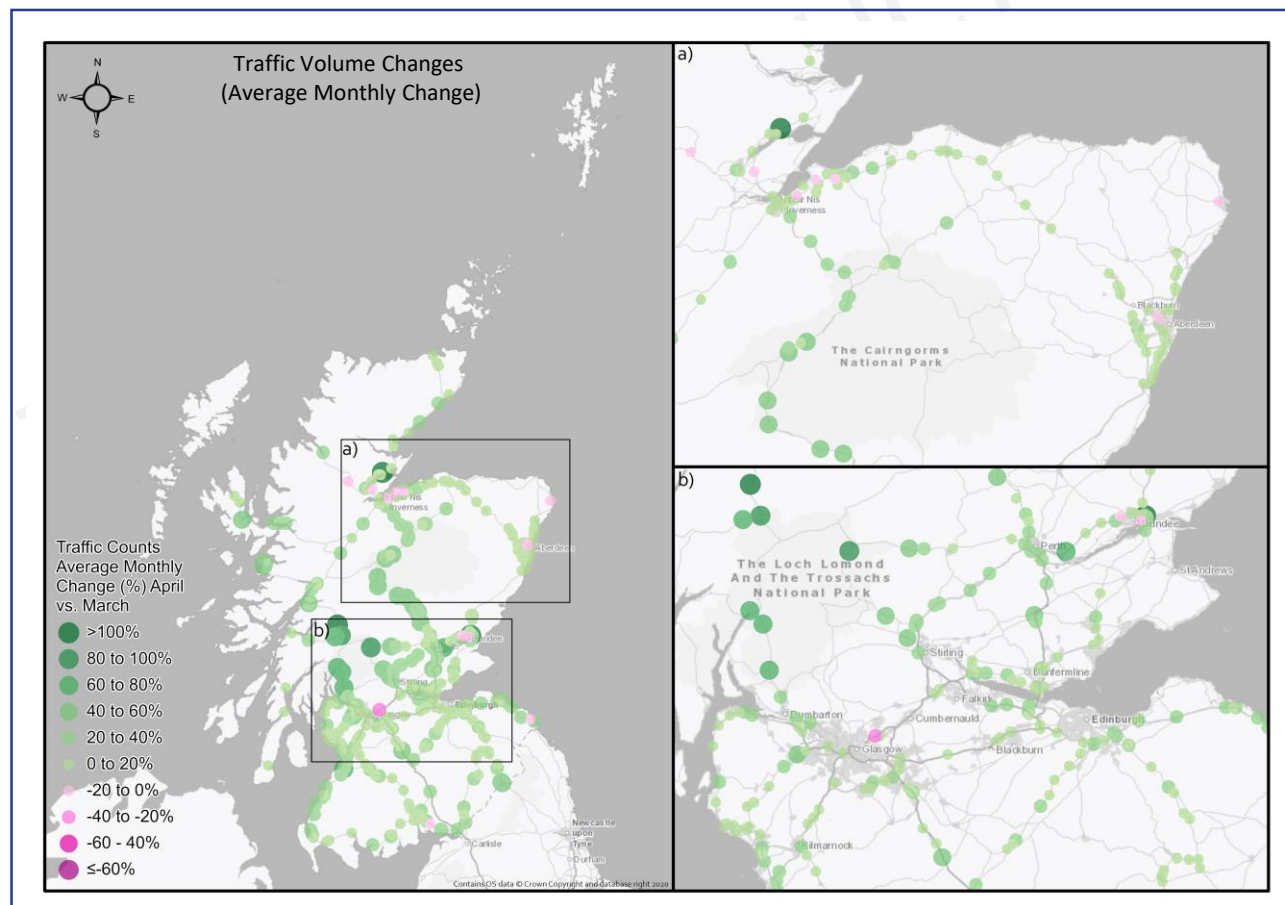 Traffic Volume Changes
(Average Monthly Change)
N
W
E
S
a)
Inverness
Aberdeen
b)
Stirling
Edinburgh
Newcastle
upon
Tyne
Carlisle
Durham
Traffic Counts
Average Monthly
Change (%) April
vs. March
>100%
80 to 100%
60 to 80%
40 to 60%
20 to 40%
0 to 20%
-20 to 0%
-40 to -20%
-60 - 40%
≤-60%
Contains OS data © Crown Copyright and database right 2020
a)
Nis
Inverness
Blackburn
Aberdeen
The Cairngorms
National Park
b)
Perth
St Andrews
The Loch Lomond
And The Trossachs
National Park
Stirling
Dunfermline
Falkirk
Dumbarton
Cumbernauld
Edinburgh
Glasgow
Blackburn